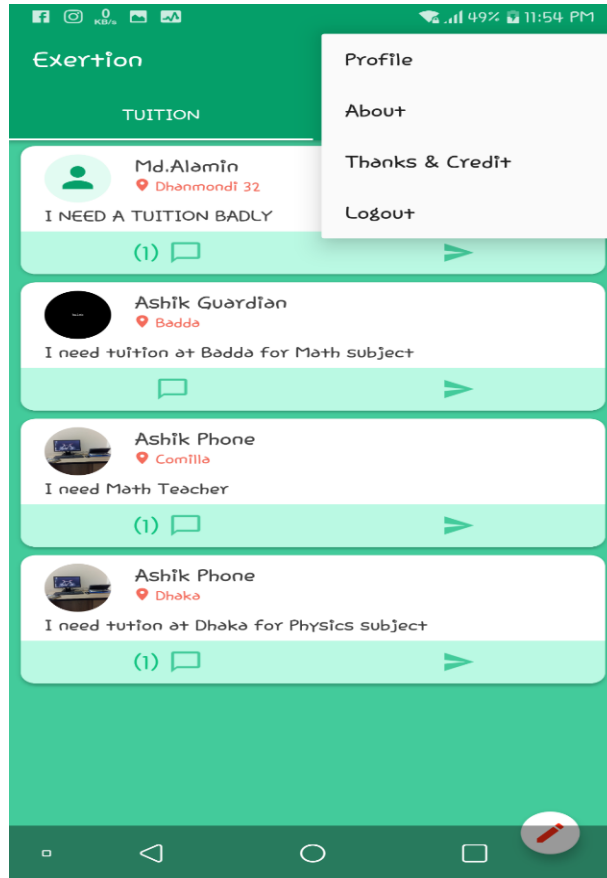 0
KB/s
49% 11:54 PM
Exertion
Profile
About
Thanks & Credit
Logout
TUITION
Md.Alamin
Dhanmondi 32
I NEED A TUITION BADLY
(1)
Ashik Guardian
Badda
I need tuition at Badda for Math subject
Ashik Phone
Comilla
I need Math Teacher
(1)
Ashik Phone
Dhaka
I need tution at Dhaka for Physics subject
(1)